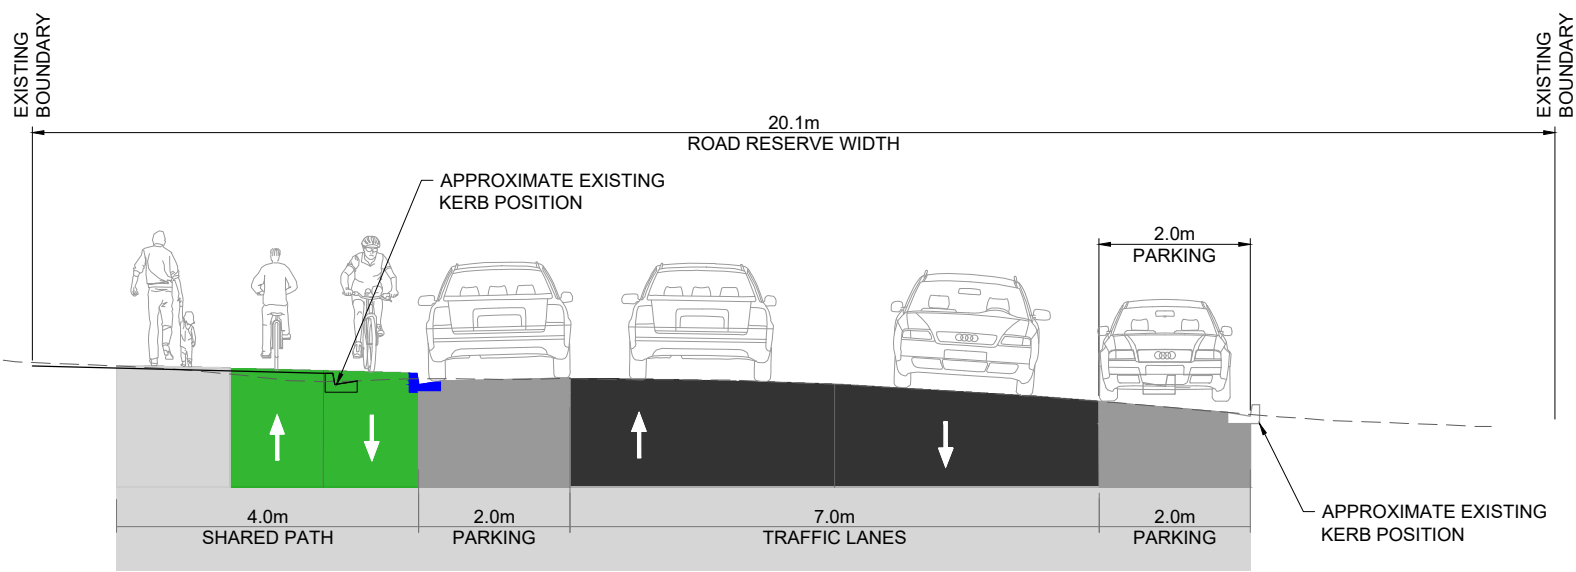 EXISTING
BOUNDARY
EXISTING
BOUNDARY
20.1m
ROAD RESERVE WIDTH
APPROXIMATE EXISTING
KERB POSITION
2.0m
PARKING
4.0m
SHARED PATH
2.0m
PARKING
7.0m
TRAFFIC LANES
2.0m
PARKING
APPROXIMATE EXISTING
KERB POSITION